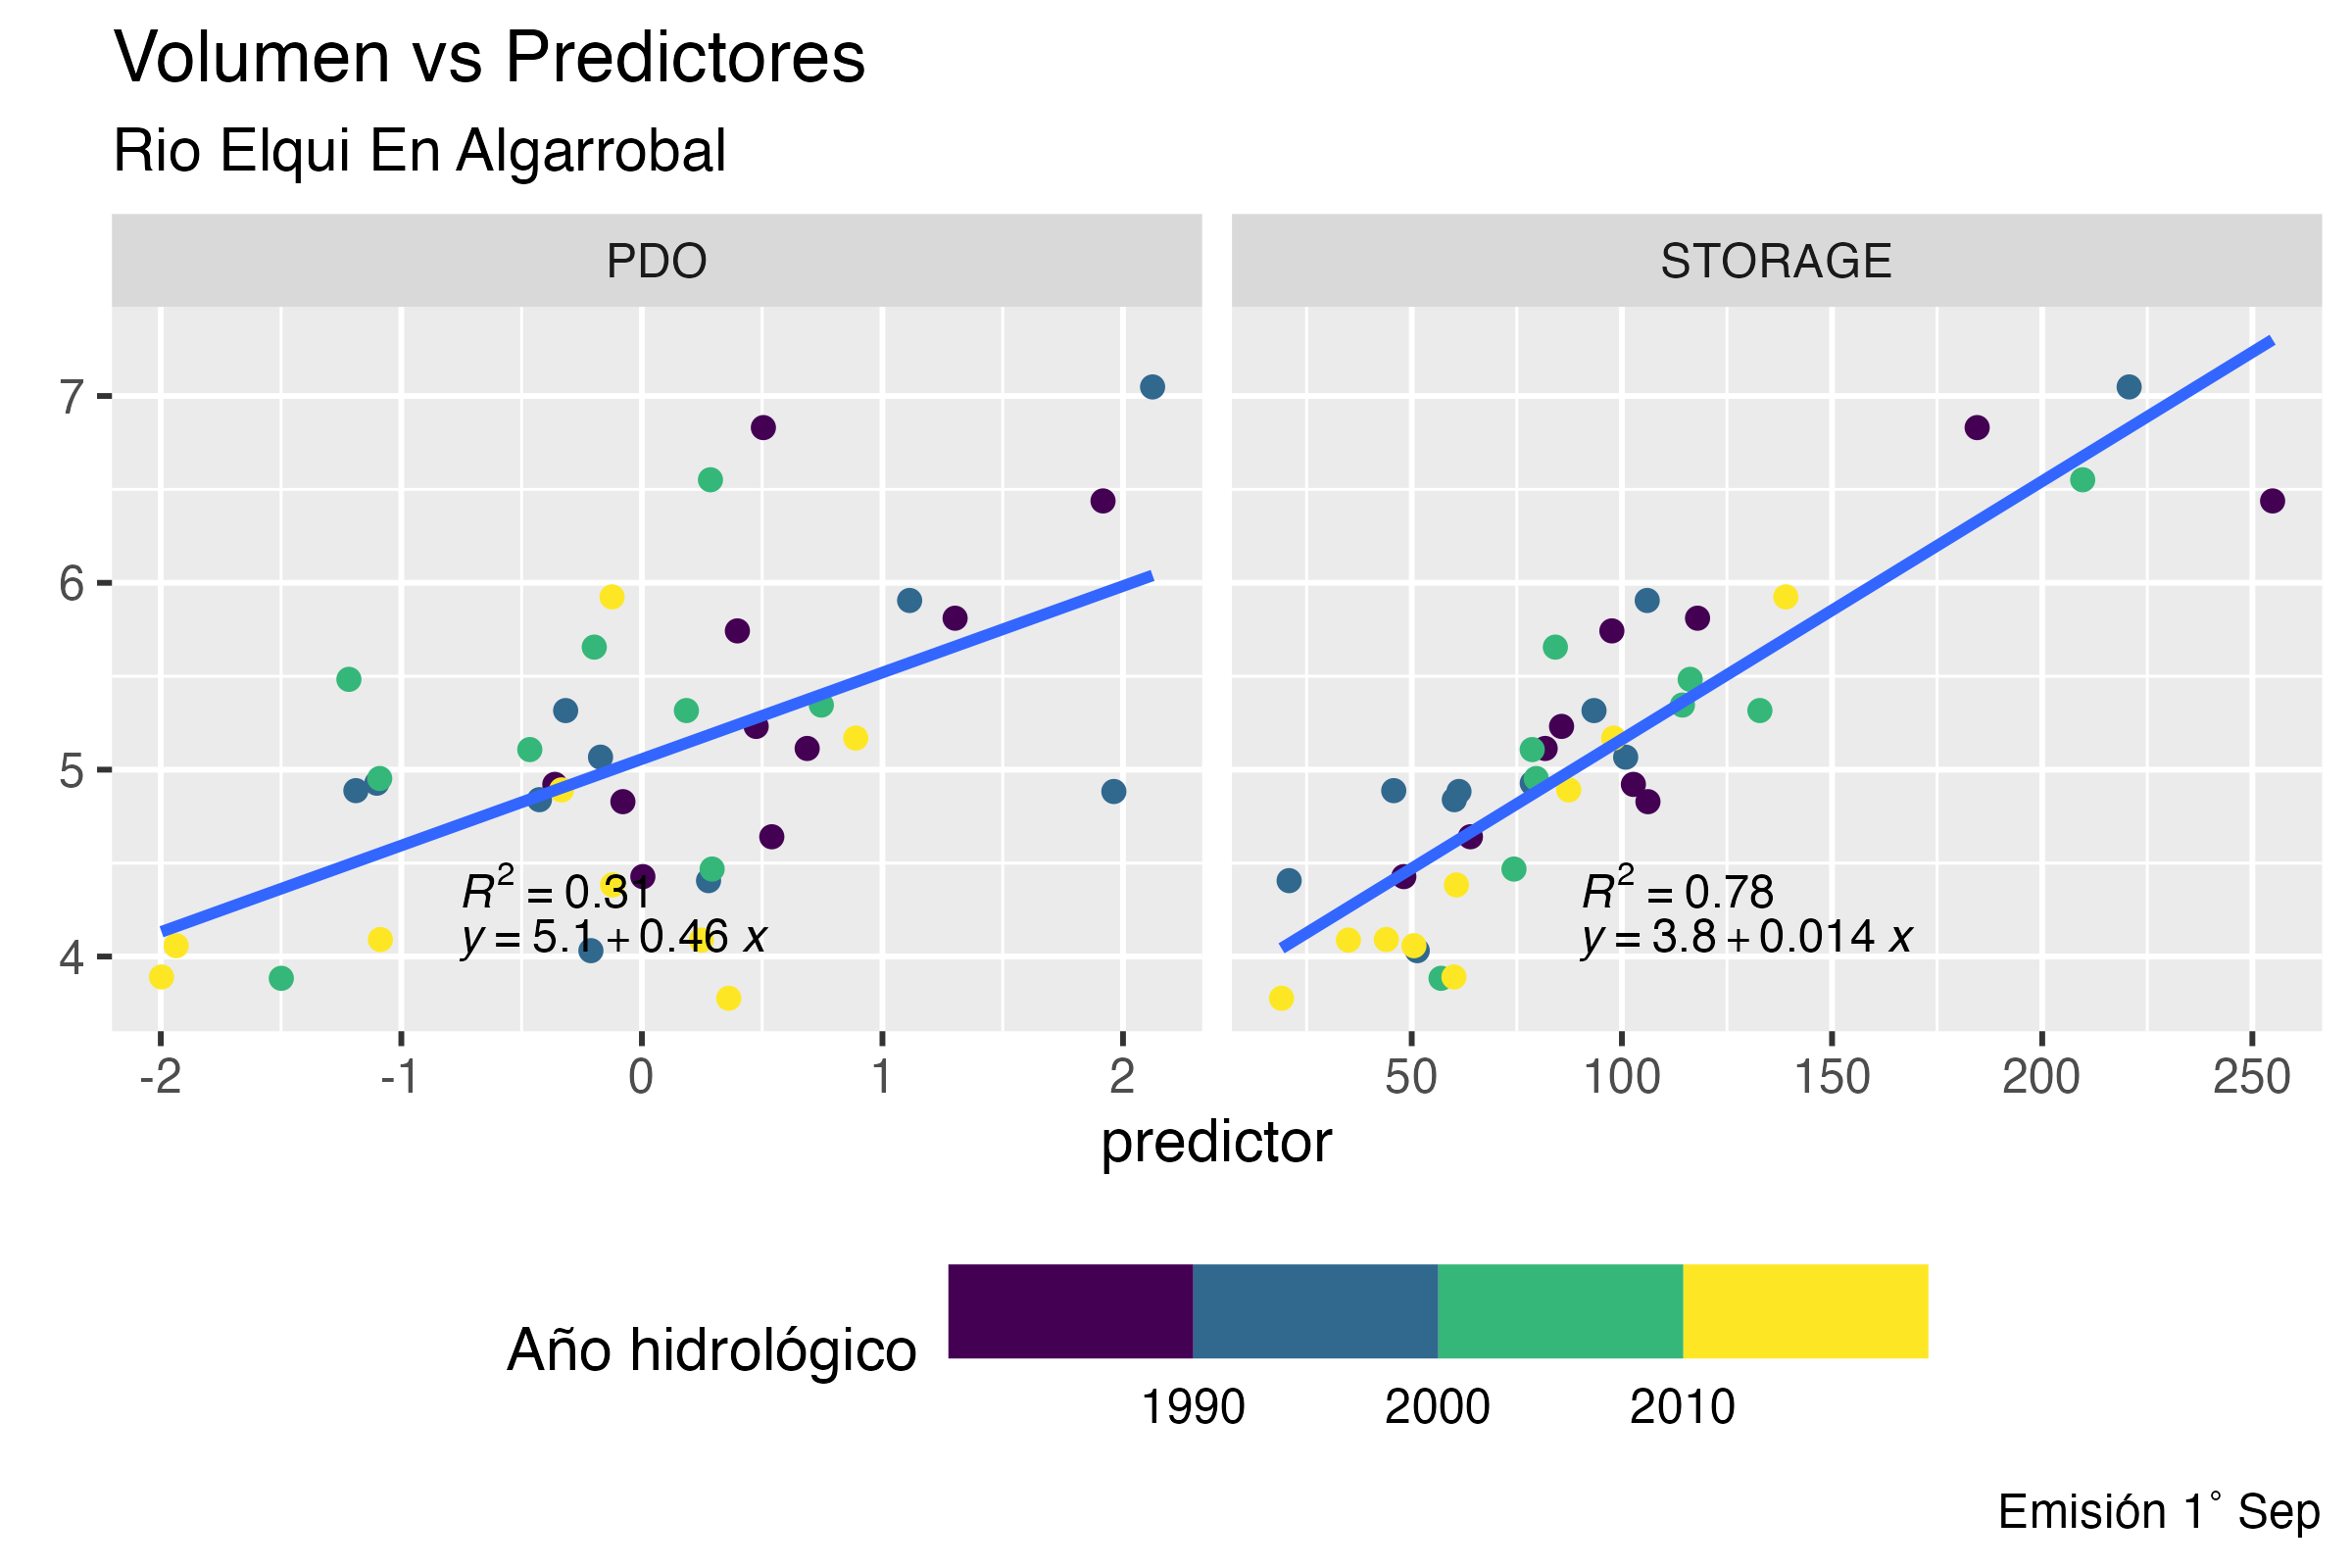 Volumen vs Predictores
Rio Elqui En Algarrobal
PDO
STORAGE
7
6
5
4
R² = 0.31
y = 5.1 + 0.46 x
R² = 0.78
y = 3.8 + 0.014 x
-2 -1 0 1 2
50 100 150 200 250
predictor
Año hidrológico
1990 2000 2010
Emisión 1° Sep